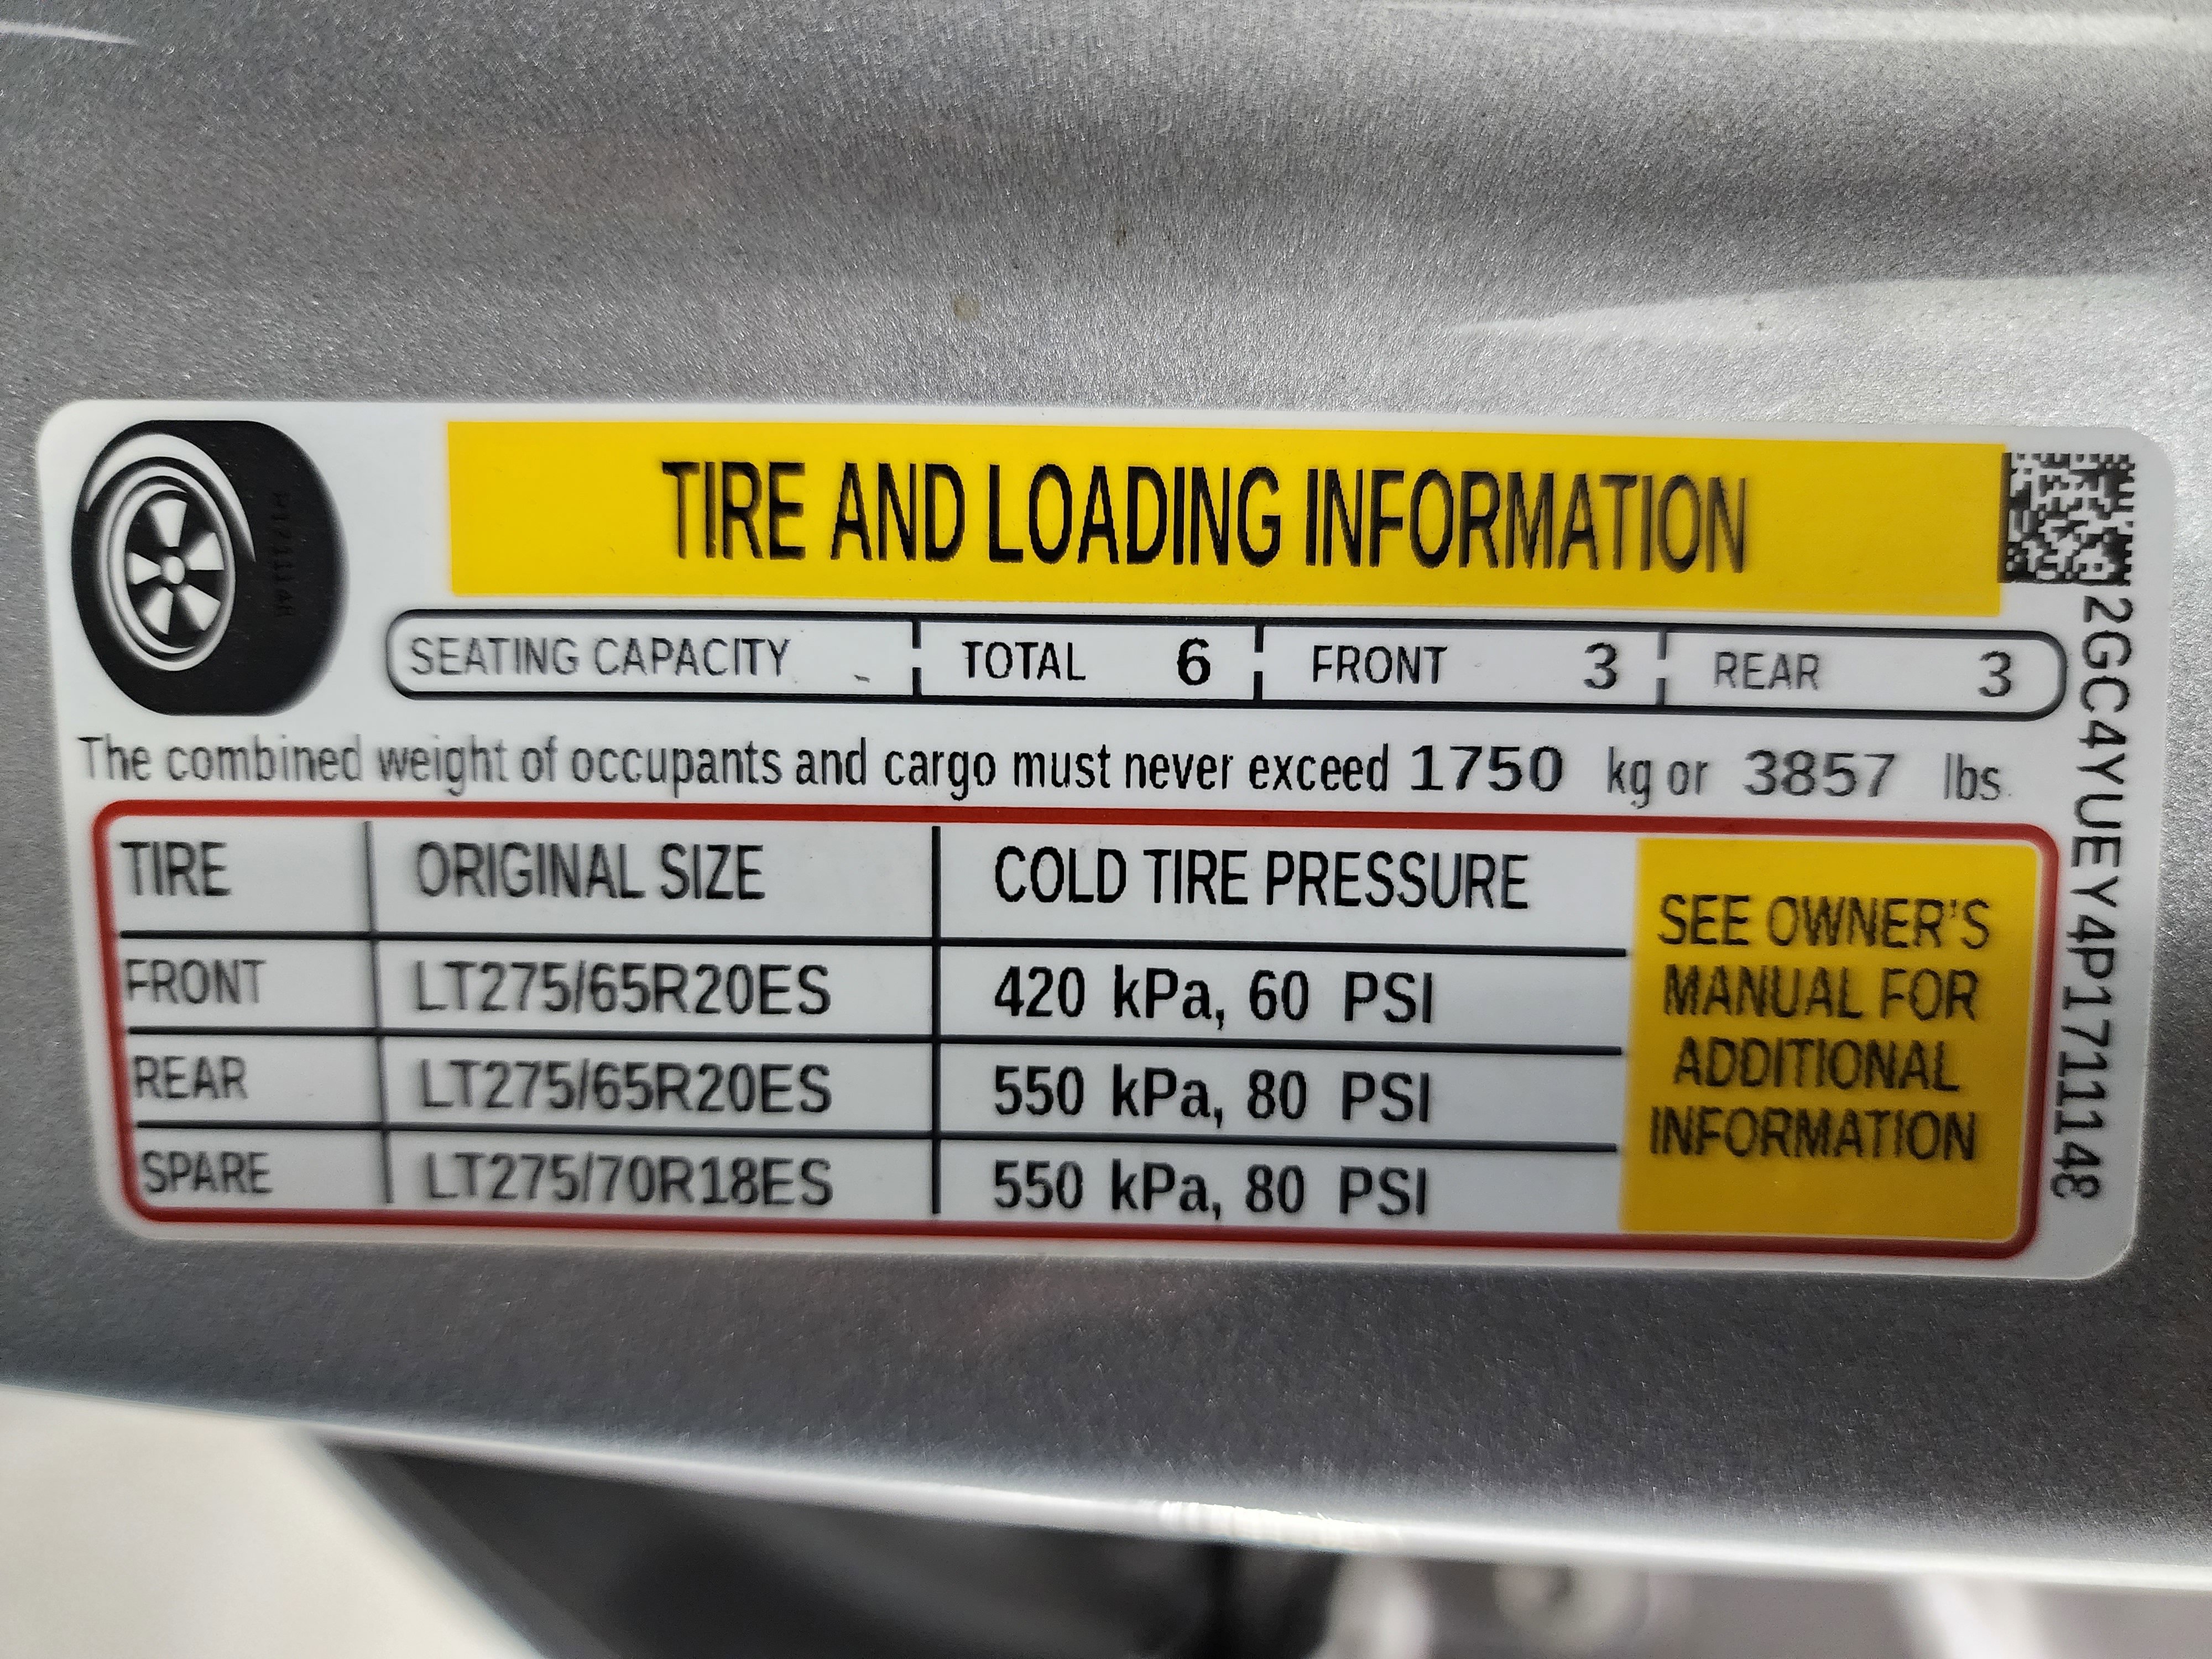 TIRE AND LOADING INFORMATION
SEATING CAPACITY TOTAL 6 FRONT 3 REAR 3
The combined weight of occupants and cargo must never exceed 1750 kg or 3857 lbs.
TIRE ORIGINAL SIZE COLD TIRE PRESSURE
FRONT LT275/65R20ES 420 kPa, 60 PSI
REAR LT275/65R20ES 550 kPa, 80 PSI
SPARE LT275/70R18ES 550 kPa, 80 PSI
SEE OWNER'S
MANUAL FOR
ADDITIONAL
INFORMATION
2GC4YUEY4P1711148
P1711148